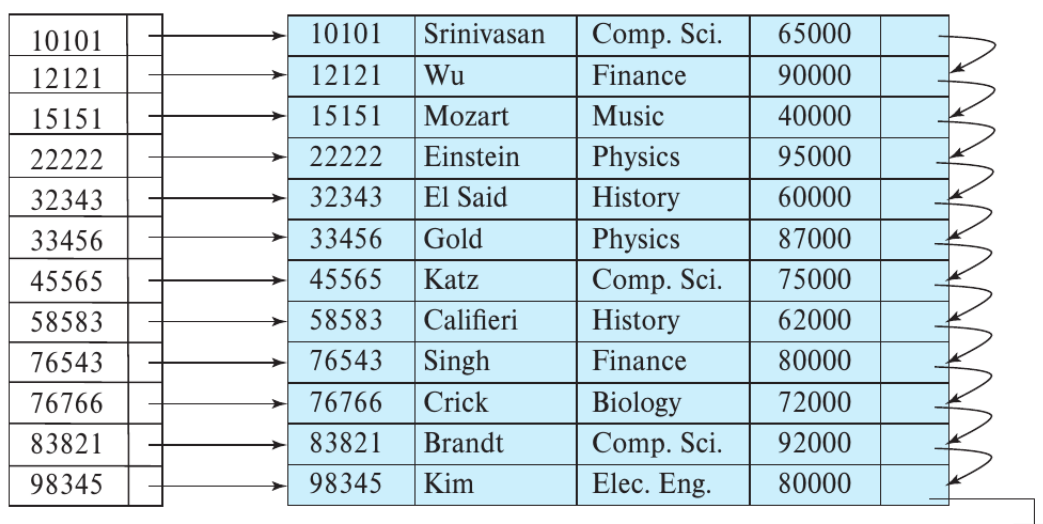 10101 10101 Srinivasan Comp. Sci. 65000
12121 12121 Wu Finance 90000
15151 15151 Mozart Music 40000
22222 22222 Einstein Physics 95000
32343 32343 El Said History 60000
33456 33456 Gold Physics 87000
45565 45565 Katz Comp. Sci. 75000
58583 58583 Califieri History 62000
76543 76543 Singh Finance 80000
76766 76766 Crick Biology 72000
83821 83821 Brandt Comp. Sci. 92000
98345 98345 Kim Elec. Eng. 80000